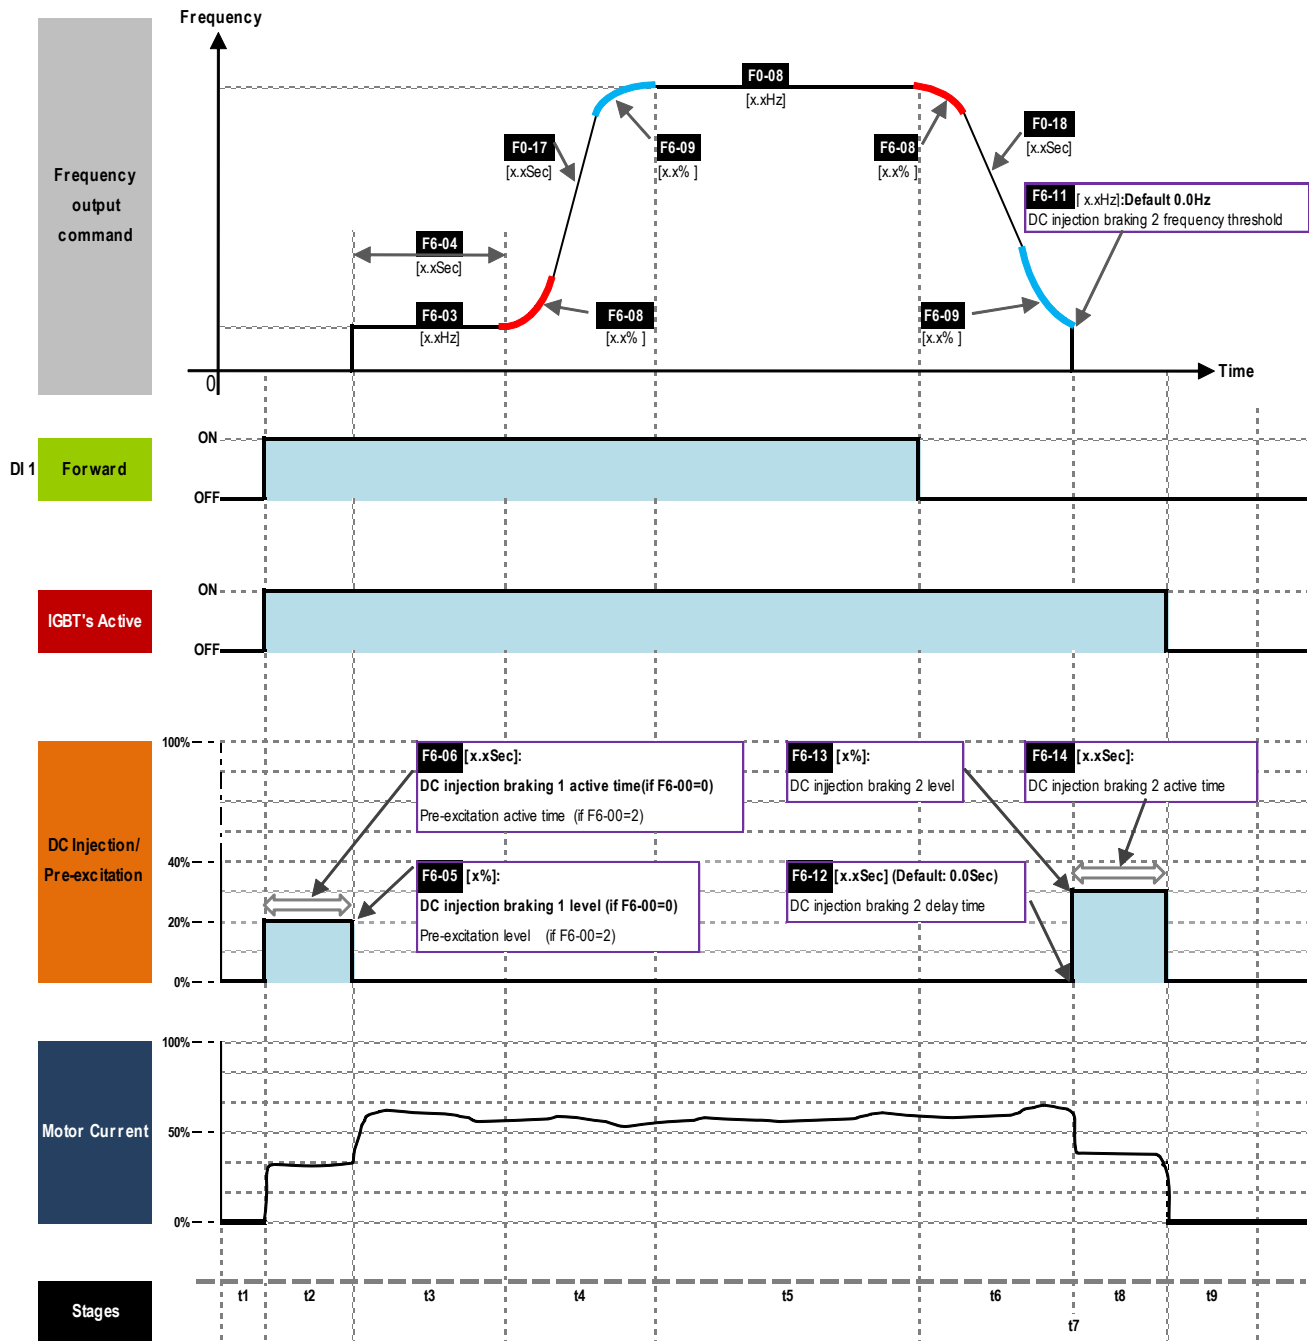 Frequency
Frequency
output
command
F0-08
[x.xHz]
F0-17
[x.xSec]
F6-09
[x.x% ]
F6-08
[x.x% ]
F0-18
[x.xSec]
F6-11 [ x.xHz]:Default 0.0Hz
DC injection braking 2 frequency threshold
F6-04
[x.xSec]
F6-03
[x.xHz]
F6-08
[x.x% ]
F6-09
[x.x% ]
0
Time
DI 1
Forward
ON
OFF
IGBT's Active
ON
OFF
DC Injection/
Pre-excitation
100%
40%
20%
0%
F6-06 [x.xSec]:
DC injection braking 1 active time(if F6-00=0)
Pre-excitation active time (if F6-00=2)
F6-05 [x%]:
DC injection braking 1 level (if F6-00=0)
Pre-excitation level (if F6-00=2)
F6-13 [x%]:
DC injection braking 2 level
F6-14 [x.xSec]:
DC injection braking 2 active time
F6-12 [x.xSec] (Default: 0.0Sec)
DC injection braking 2 delay time
Motor Current
100%
50%
0%
Stages
t1
t2
t3
t4
t5
t6
t7
t8
t9